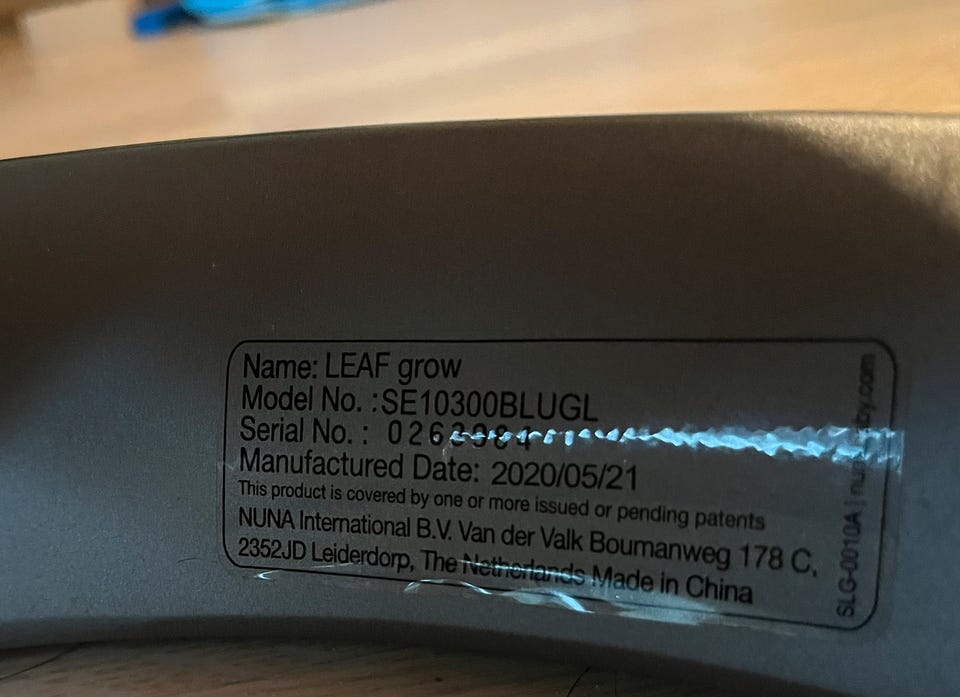 Name: LEAF grow
Model No. :SE10300BLUGL
Serial No. :
Manufactured Date: 2020/05/21
This product is covered by one or more issued or pending patents
NUNA International B.V. Van der Valk Boumanweg 178 C,
2352JD Leiderdorp, The Netherlands Made in China
SLG-0010A |